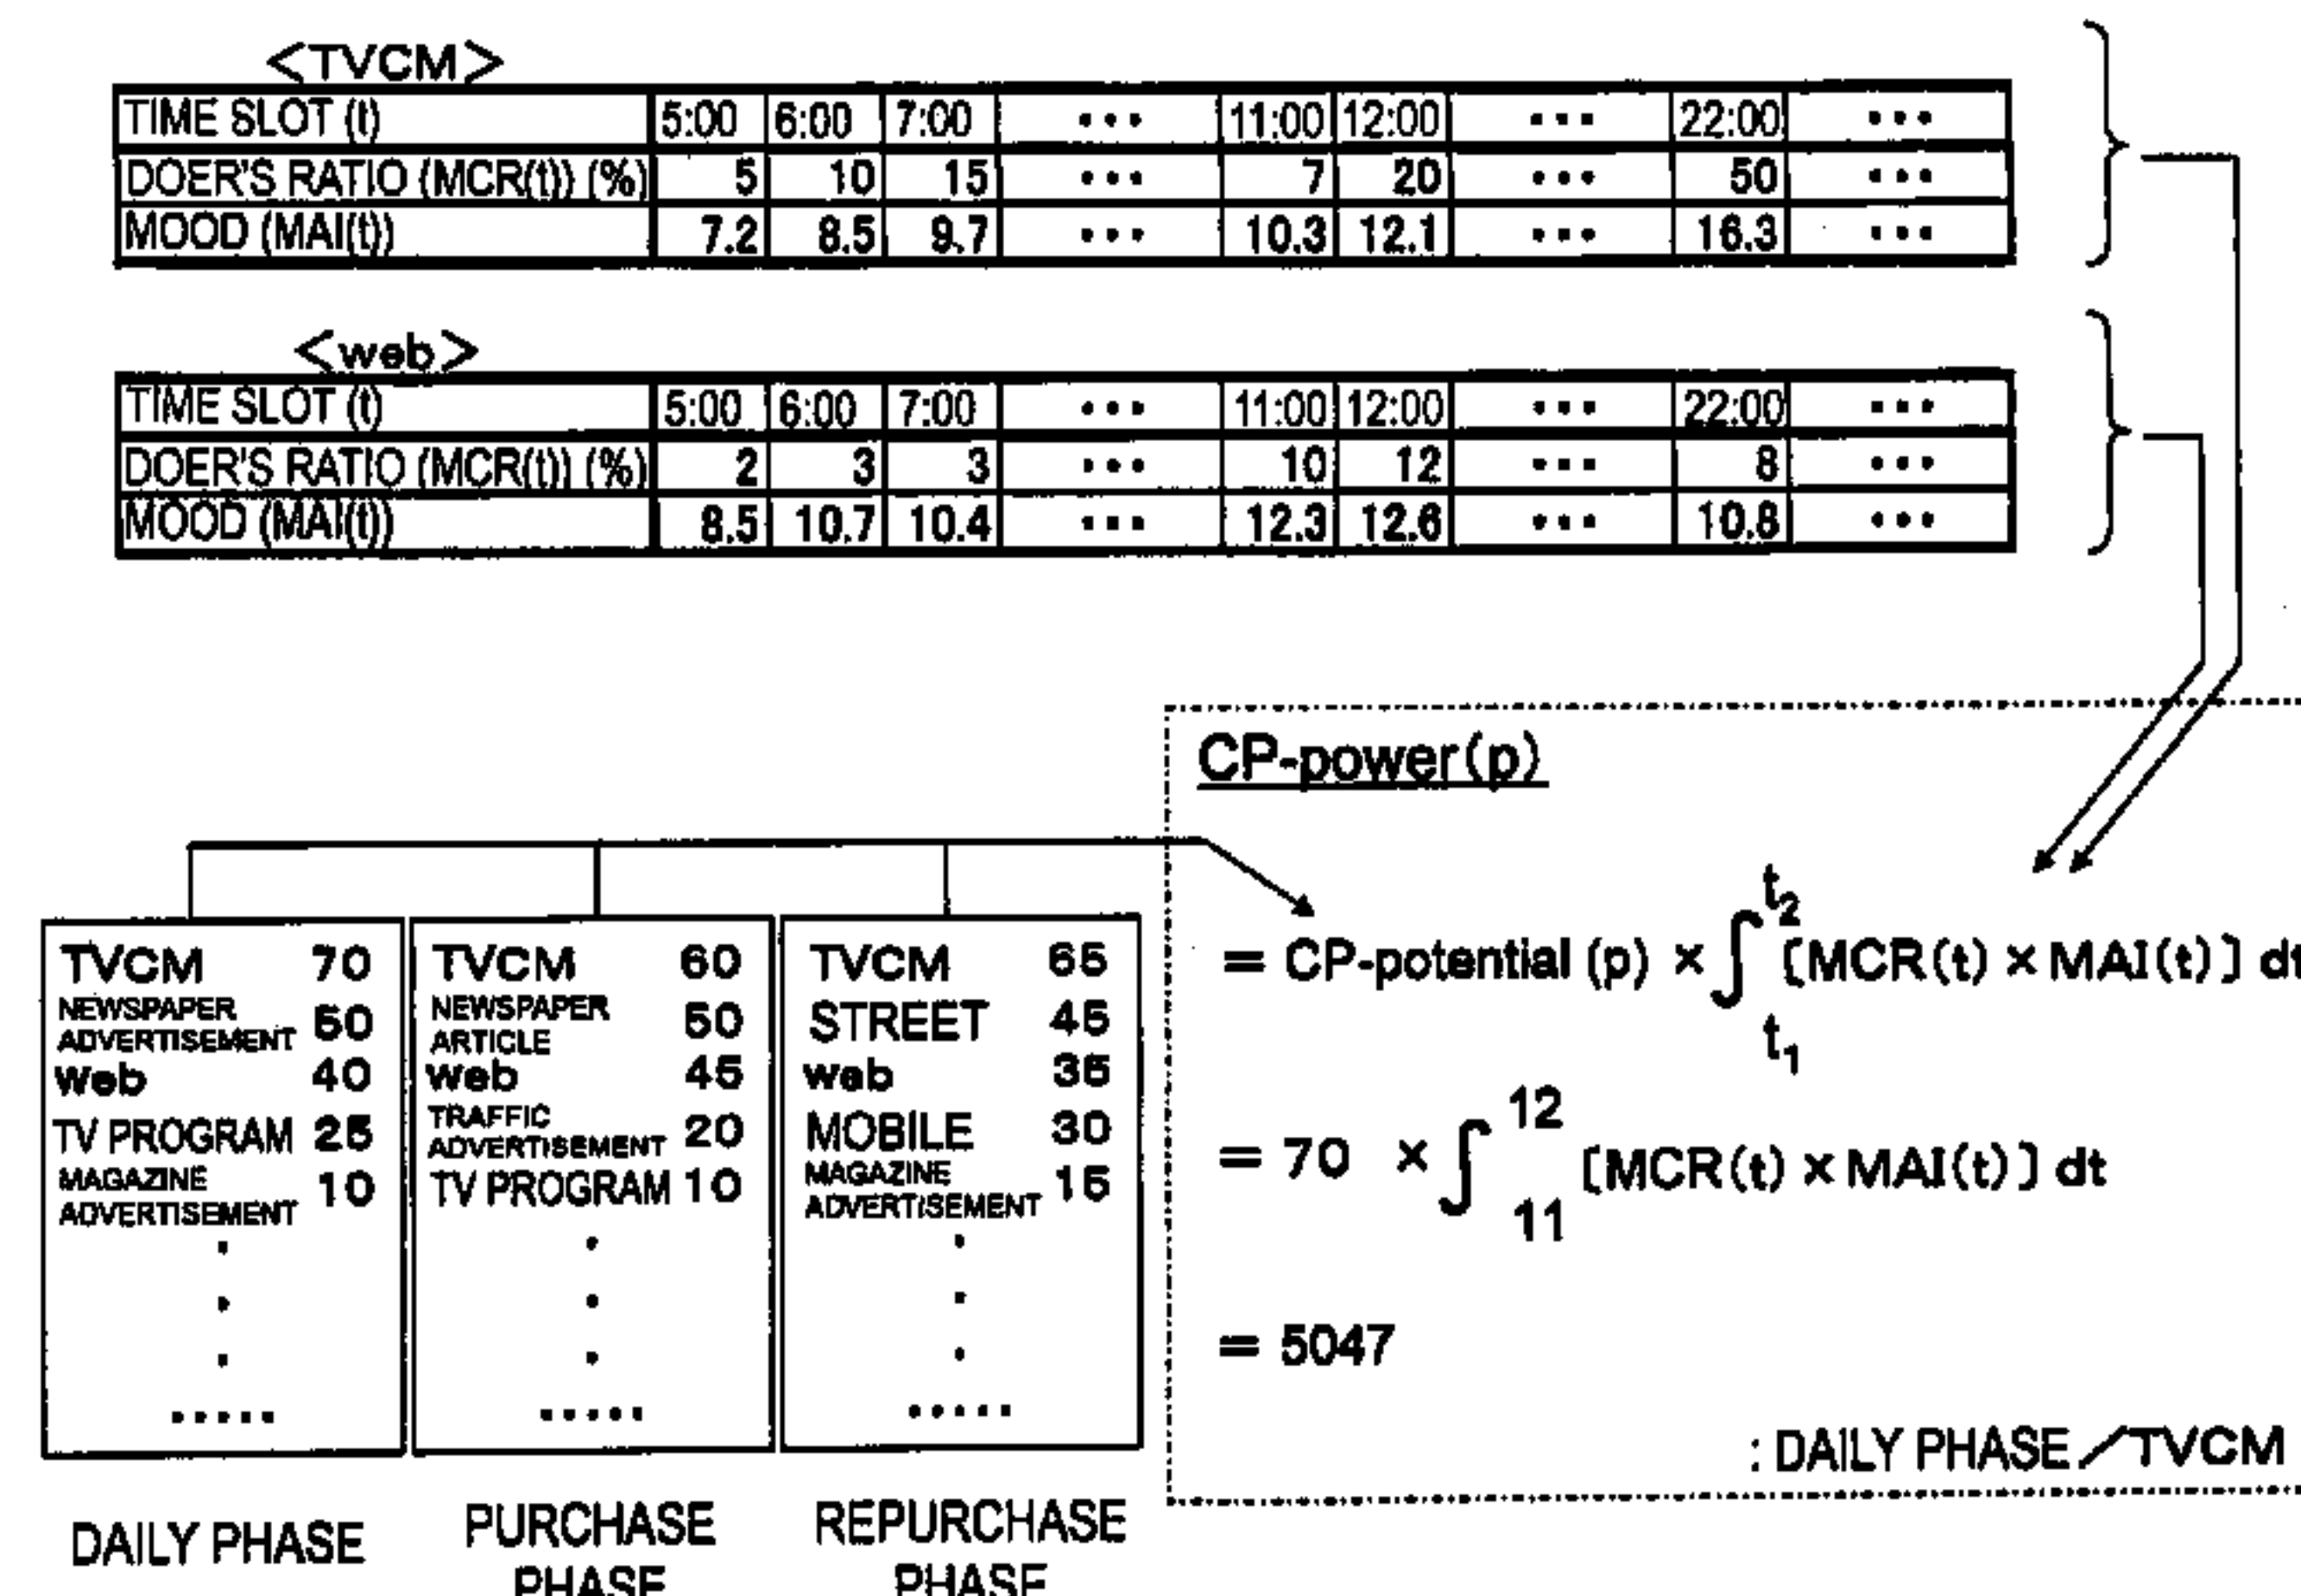 <TVCM>
TIME SLOT (t) 5:00 6:00 7:00 ••• 11:00 12:00 ••• 22:00 •••
DOER'S RATIO (MCR(t)) (%) 5 10 15 ••• 7 20 ••• 50 •••
MOOD (MAI(t)) 7.2 8.5 9.7 ••• 10.3 12.1 ••• 16.3 •••
<web>
TIME SLOT (t) 5:00 6:00 7:00 ••• 11:00 12:00 ••• 22:00 •••
DOER'S RATIO (MCR(t)) (%) 2 3 3 ••• 10 12 ••• 8 •••
MOOD (MAI(t)) 8.5 10.7 10.4 ••• 12.3 12.6 ••• 10.8 •••
TVCM 70
NEWSPAPER
ADVERTISEMENT 50
Web 40
TV PROGRAM 25
MAGAZINE
ADVERTISEMENT 10
•••••
DAILY PHASE
TVCM 60
NEWSPAPER
ARTICLE 50
Web 45
TRAFFIC
ADVERTISEMENT 20
TV PROGRAM 10
•••••
PURCHASE
PHASE
TVCM 65
STREET 45
web 35
MOBILE 30
MAGAZINE
ADVERTISEMENT 15
•••••
REPURCHASE
PHASE
CP-power(p)
= CP-potential (p) × ∫ t1 t2 [MCR(t) × MAI(t)] dt
= 70 × ∫ 11 12 [MCR(t) × MAI(t)] dt
= 5047
: DAILY PHASE/TVCM